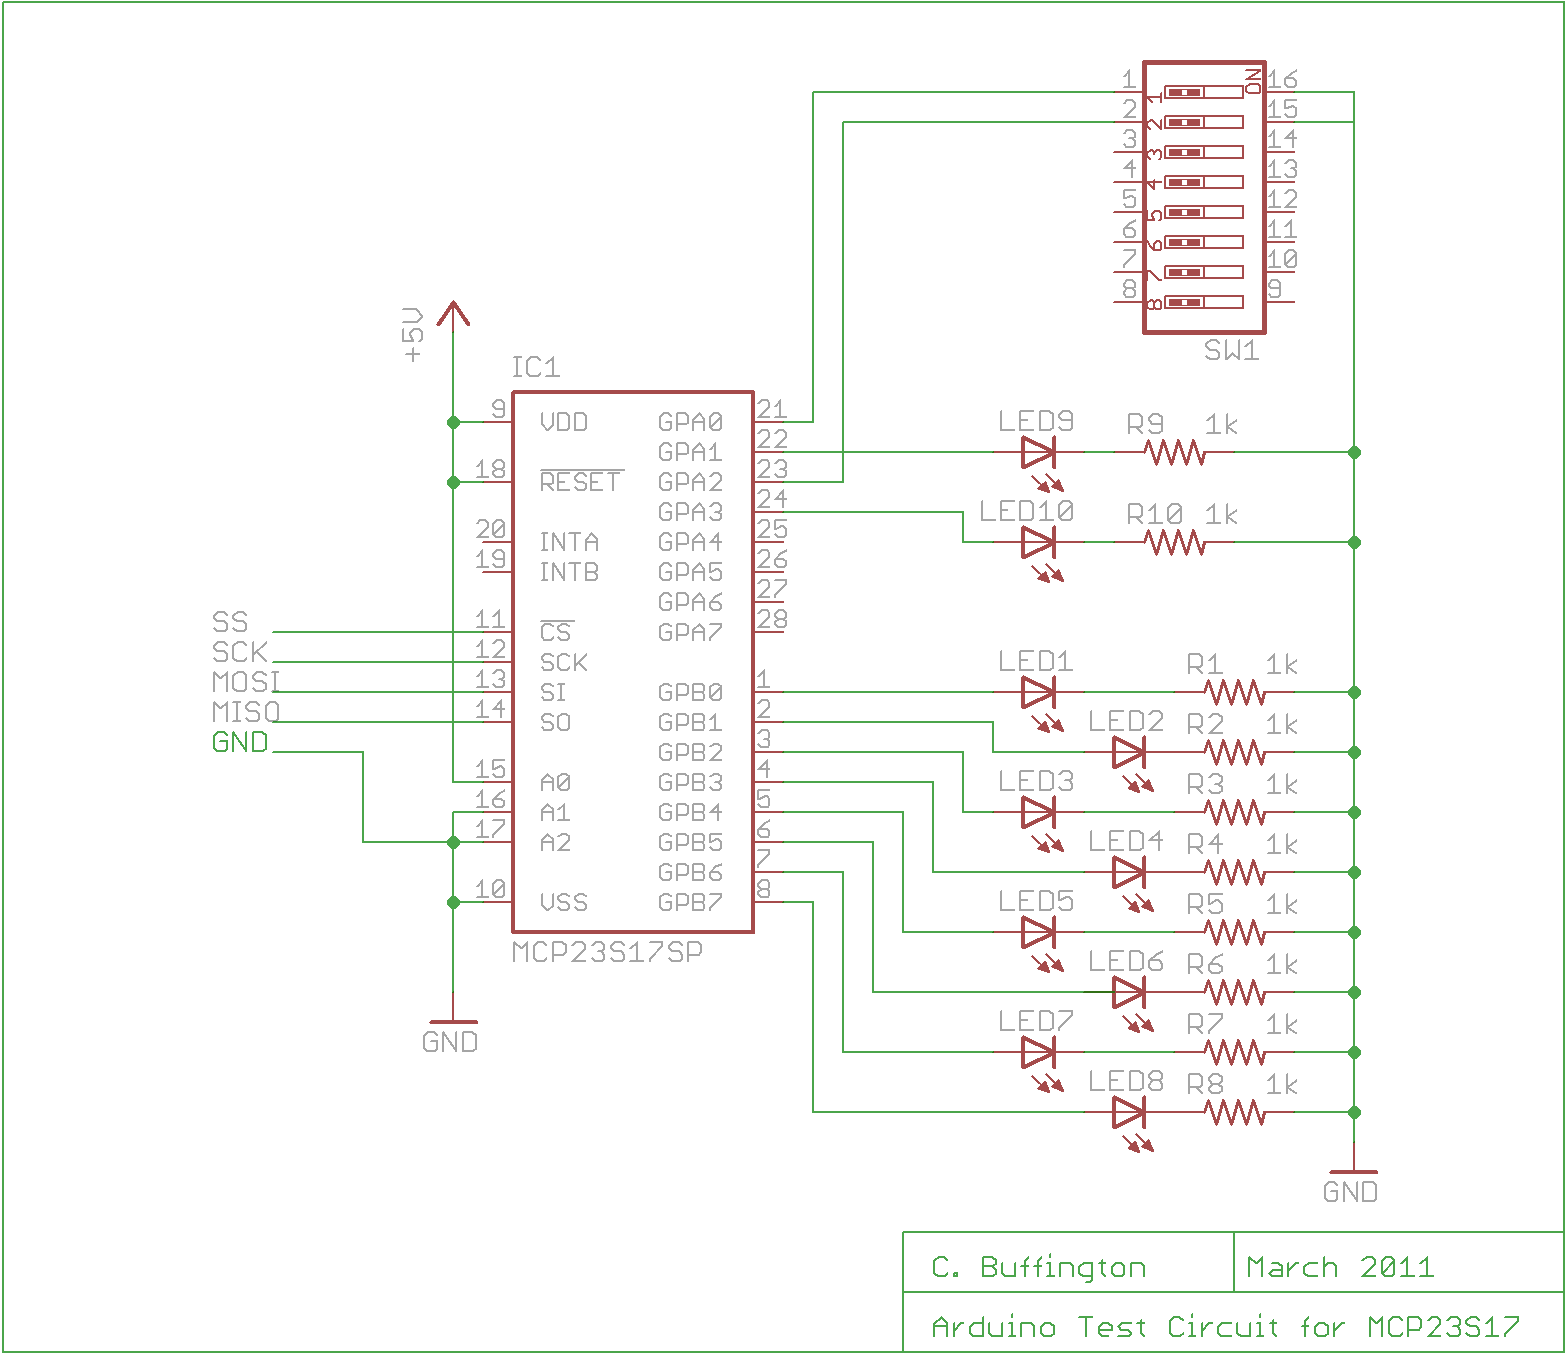 1 ON 16
1
2 15
2
3 14
3
4 13
4
5 12
5
6 11
6
7 10
7
8 9
8
SW1
+5V
IC1
9 VDD GPA0 21
GPA1 22
18 RESET GPA2 23
GPA3 24
20 INTA GPA4 25
19 INTB GPA5 26
GPA6 27
SS 11 CS GPA7 28
SCK 12 SCK
MOSI 13 SI GPB0 1
MISO 14 SO GPB1 2
GND GPB2 3
15 A0 GPB3 4
16 A1 GPB4 5
17 A2 GPB5 6
GPB6 7
10 VSS GPB7 8
MCP23S17SP
GND
LED9 R9 1k
LED10 R10 1k
LED1 R1 1k
LED2 R2 1k
LED3 R3 1k
LED4 R4 1k
LED5 R5 1k
LED6 R6 1k
LED7 R7 1k
LED8 R8 1k
GND
C. Buffington March 2011
Arduino Test Circuit for MCP23S17